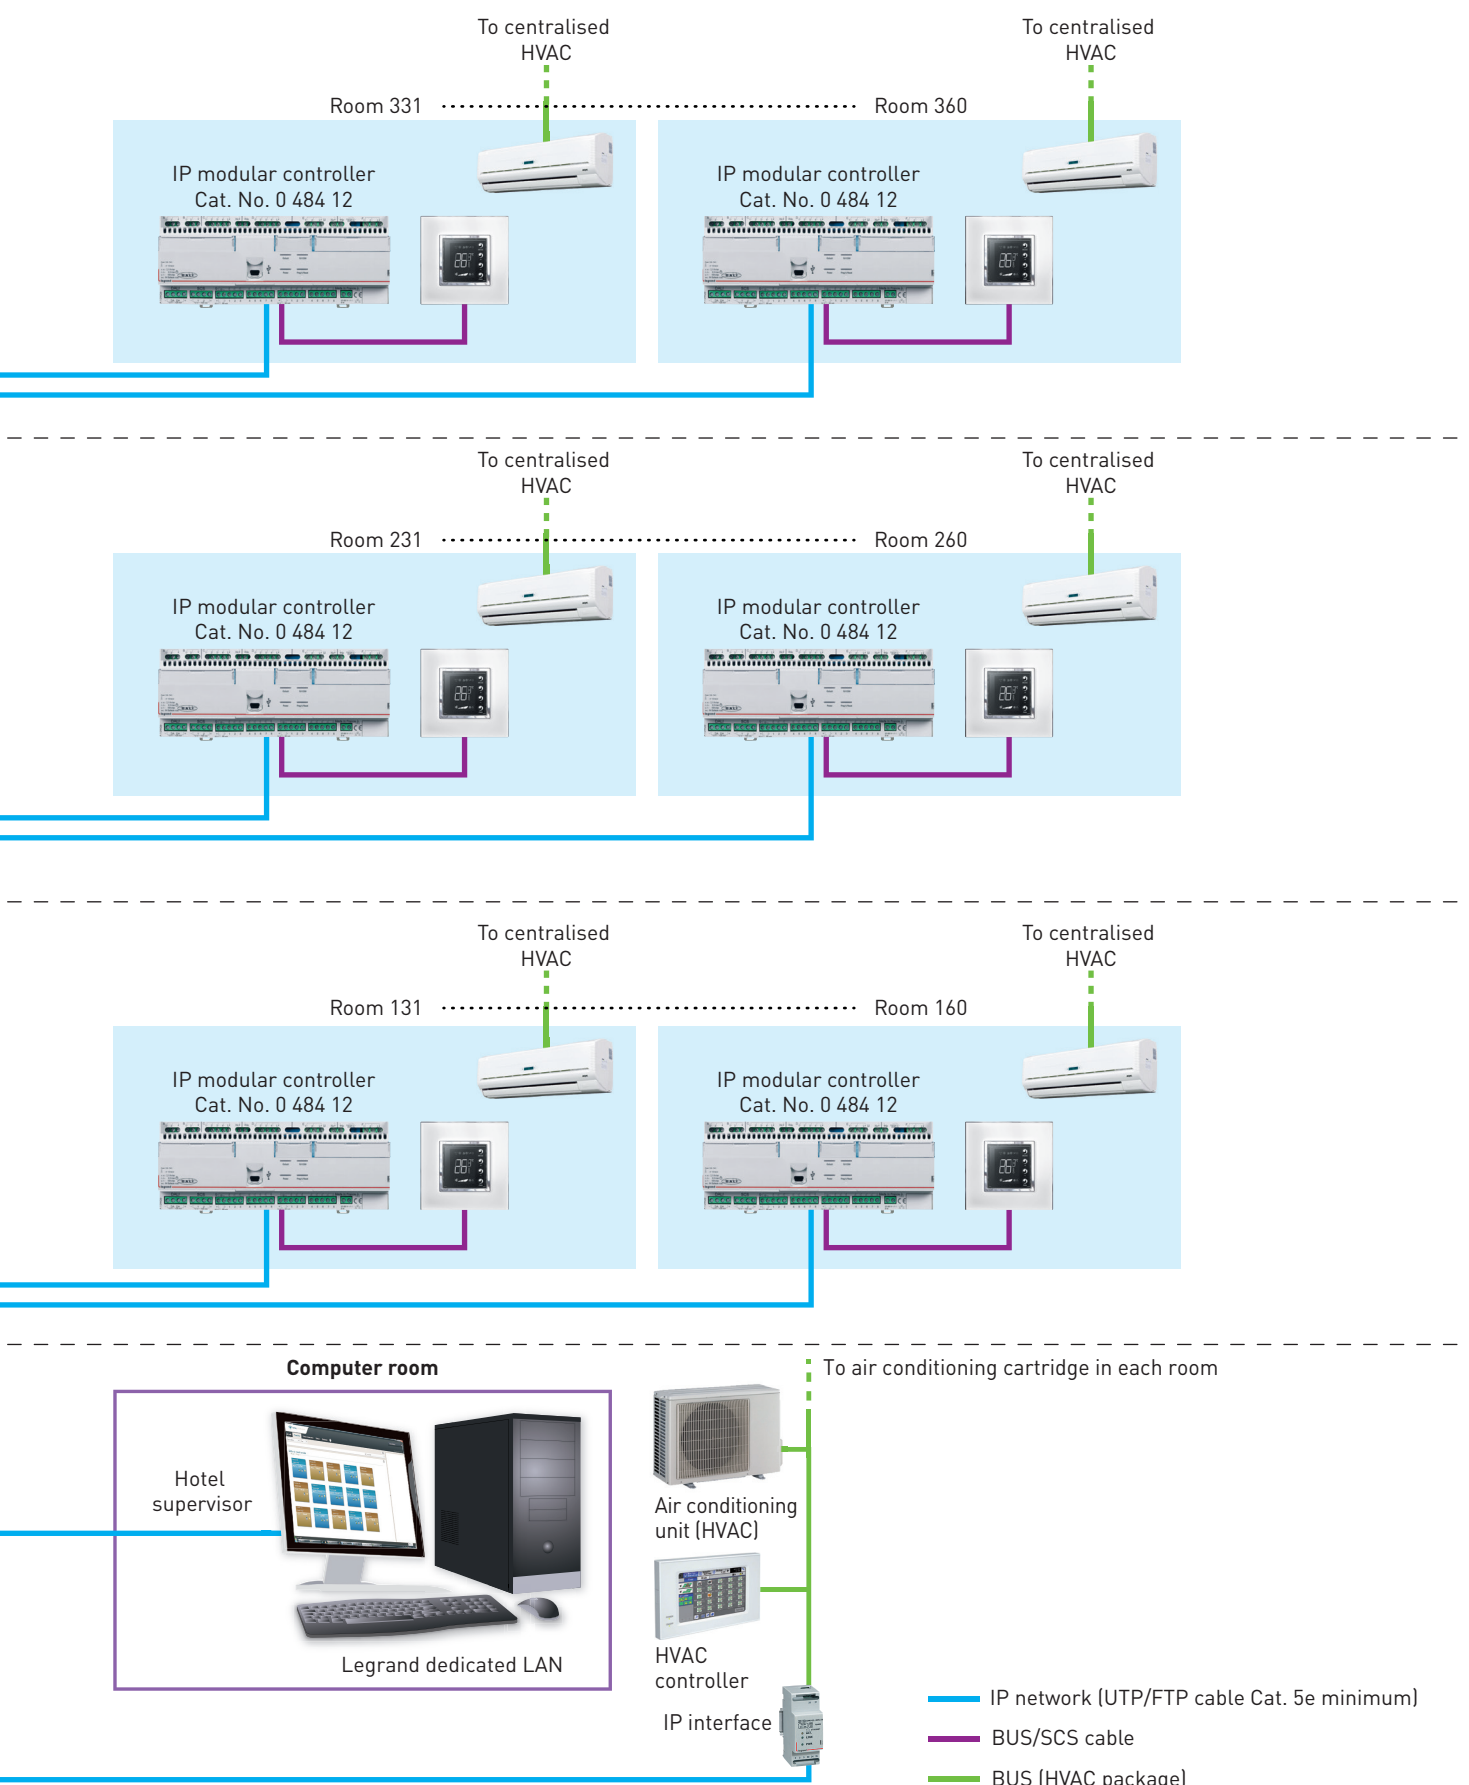 To centralised
HVAC
To centralised
HVAC
Room 331
Room 360
IP modular controller
Cat. No. 0 484 12
IP modular controller
Cat. No. 0 484 12
To centralised
HVAC
To centralised
HVAC
Room 231
Room 260
IP modular controller
Cat. No. 0 484 12
IP modular controller
Cat. No. 0 484 12
To centralised
HVAC
To centralised
HVAC
Room 131
Room 160
IP modular controller
Cat. No. 0 484 12
IP modular controller
Cat. No. 0 484 12
Computer room
To air conditioning cartridge in each room
Hotel
supervisor
Legrand dedicated LAN
Air conditioning
unit (HVAC)
HVAC
controller
IP interface
IP network (UTP/FTP cable Cat. 5e minimum)
BUS/SCS cable
BUS (HVAC package)